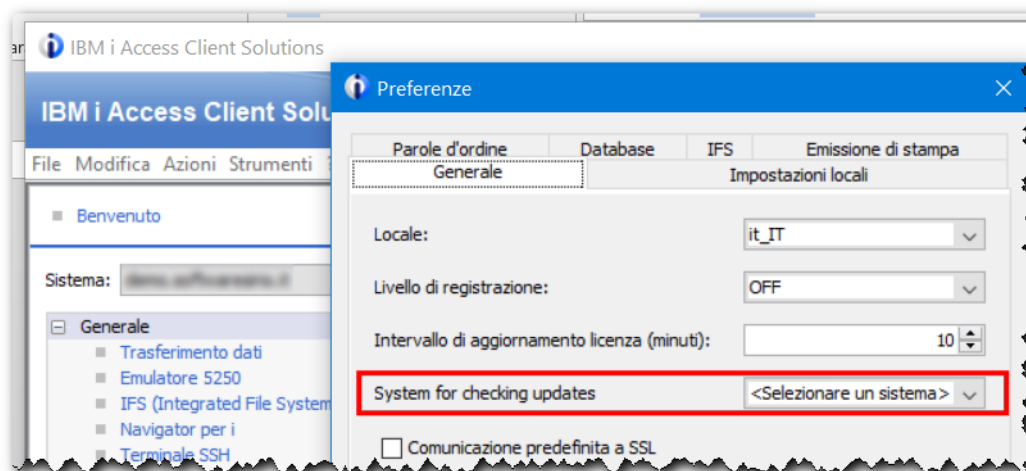 ar
IBM i Access Client Solutions
IBM i Access Client Solu
File Modifica Azioni Strumenti ?
Benvenuto
Sistema:
Generale
Trasferimento dati
Emulatore 5250
IFS (Integrated File System
Navigator per i
Terminale SSH
Preferenze
Parole d'ordine Database IFS Emissione di stampa
Generale Impostazioni locali
Locale: it_IT
Livello di registrazione: OFF
Intervallo di aggiornamento licenza (minuti): 10
System for checking updates <Selezionare un sistema>
Comunicazione predefinita a SSL